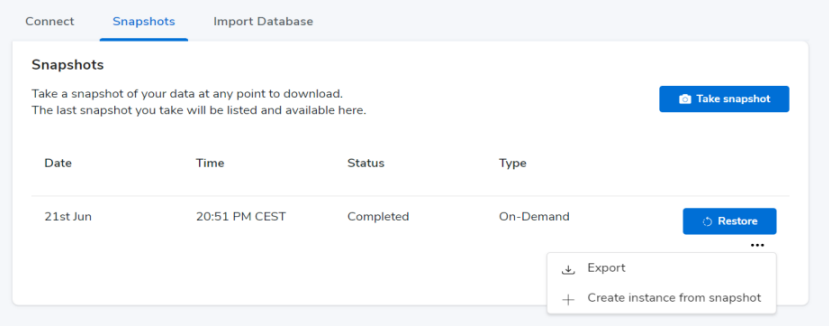 Connect Snapshots Import Database
Snapshots
Take a snapshot of your data at any point to download.
The last snapshot you take will be listed and available here.
Take snapshot
Date Time Status Type
21st Jun 20:51 PM CEST Completed On-Demand Restore
Export
Create instance from snapshot